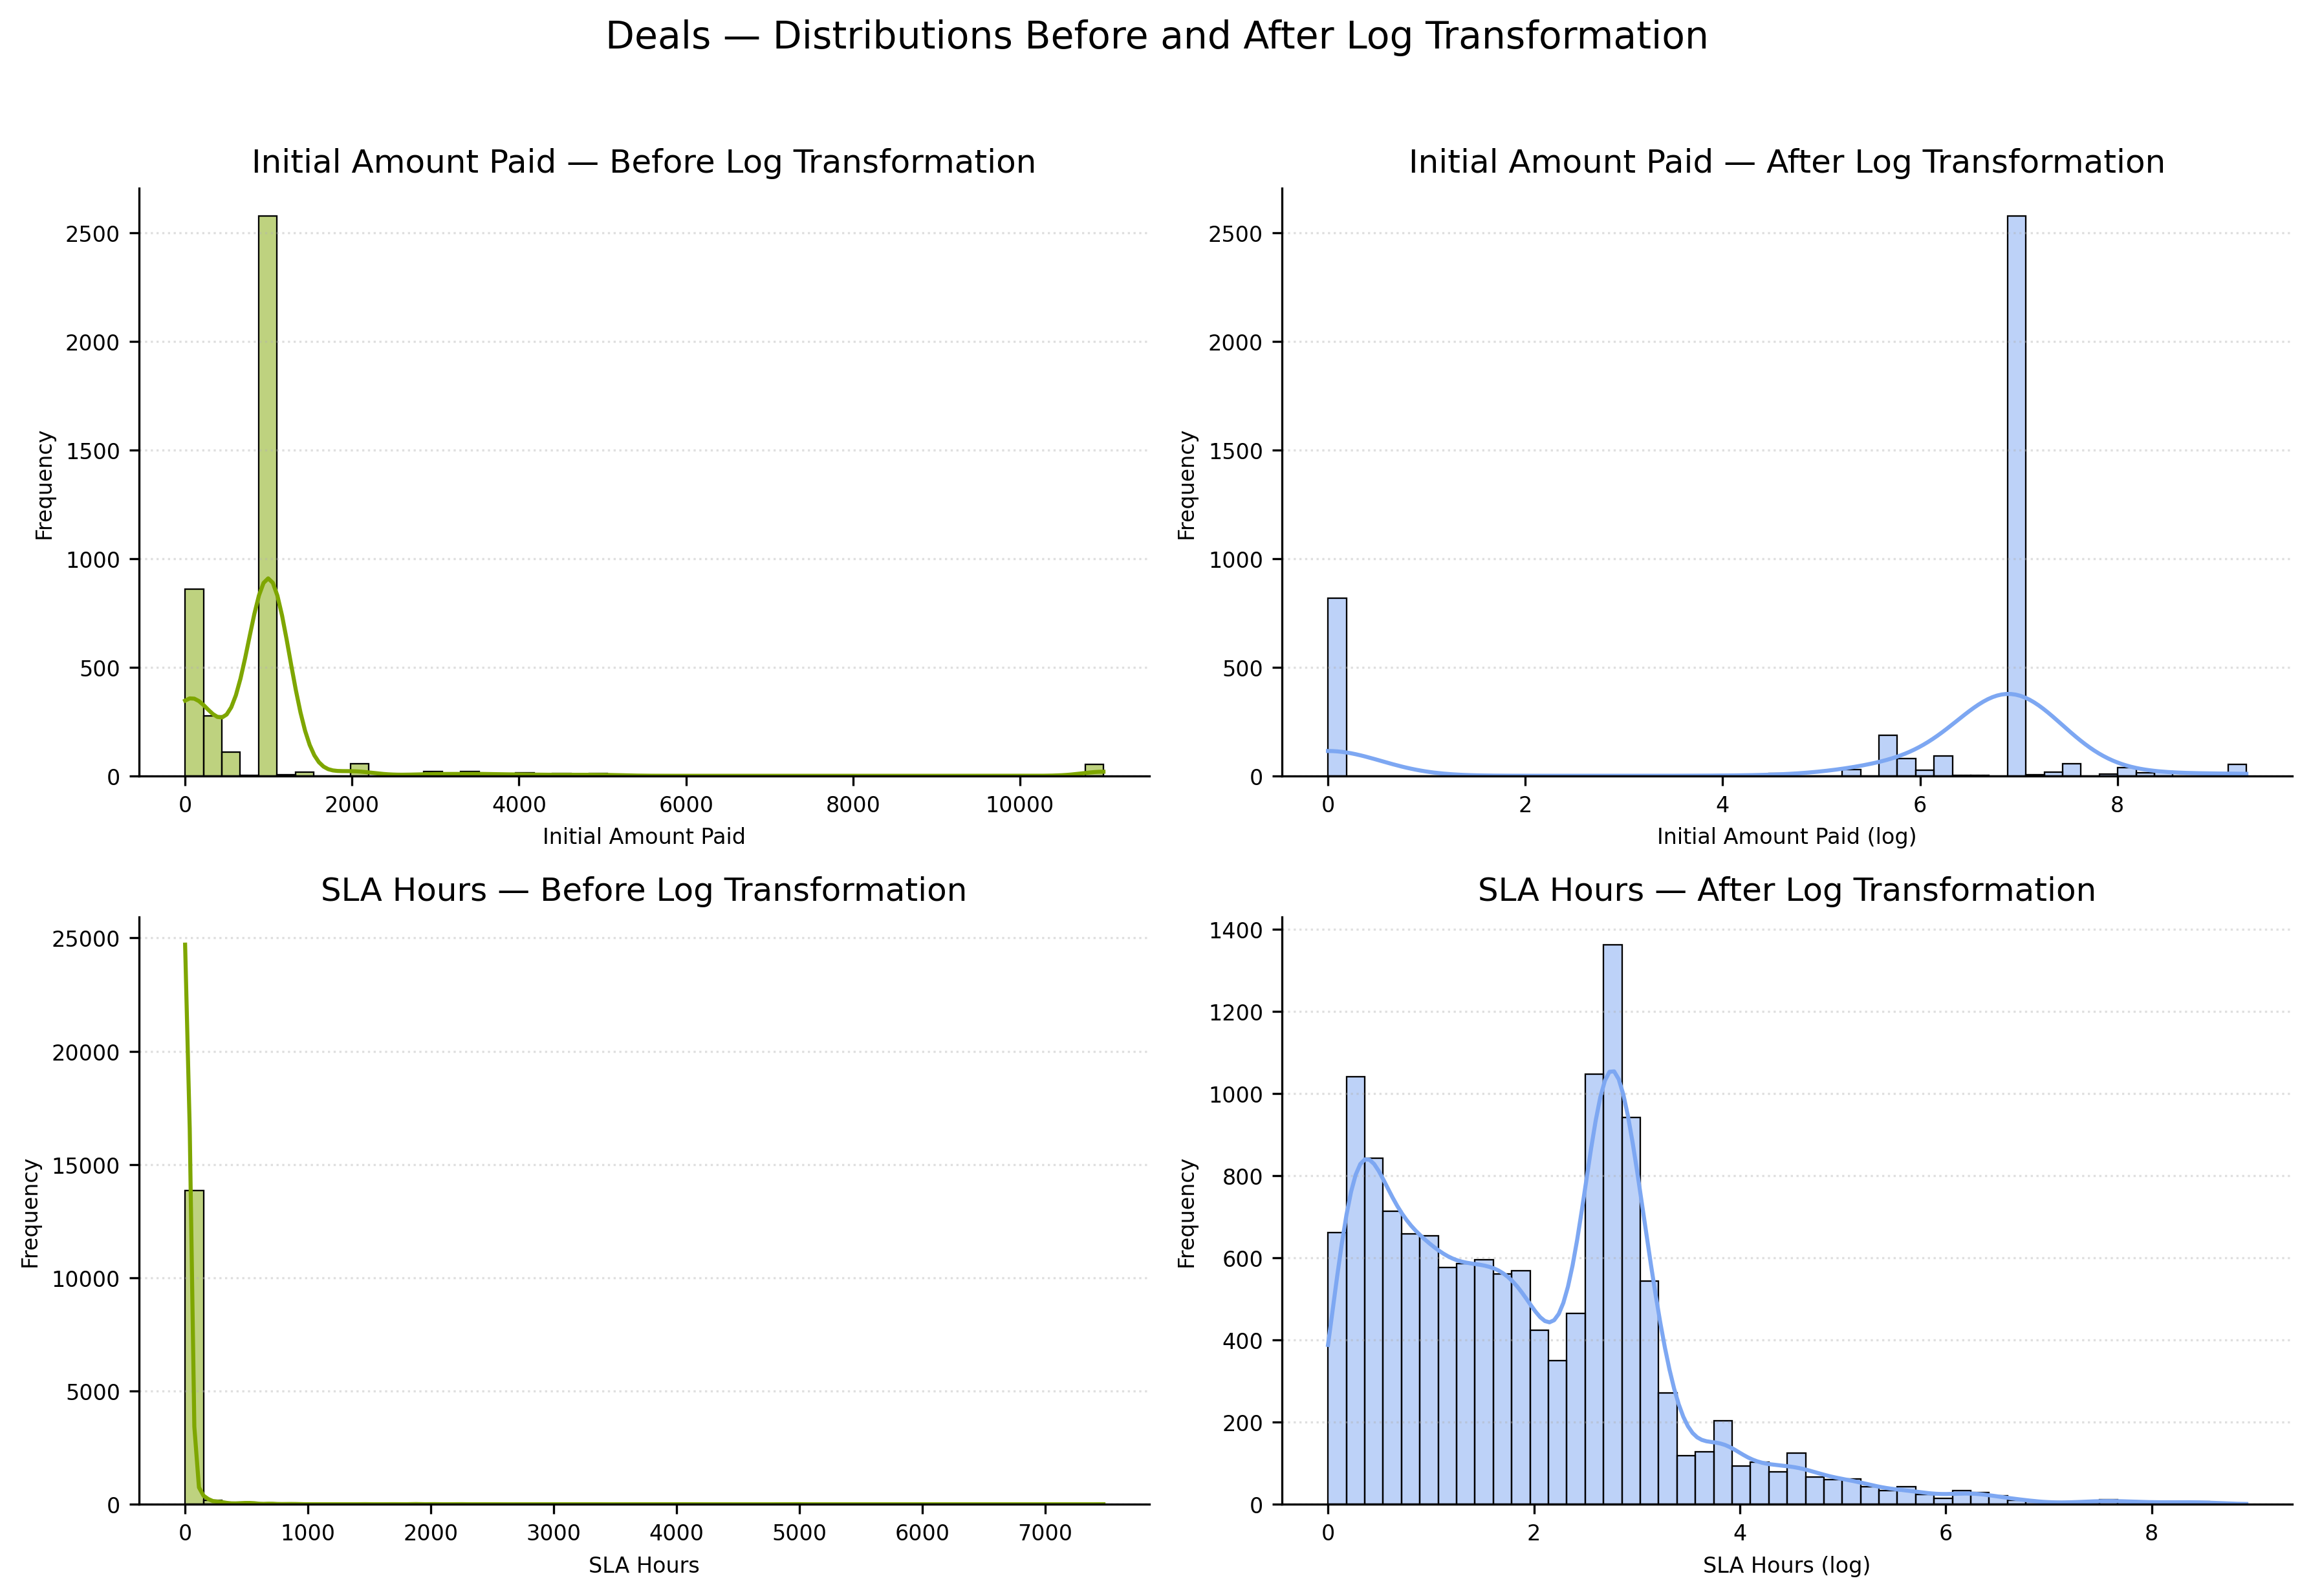 Deals — Distributions Before and After Log Transformation
Initial Amount Paid — Before Log Transformation
Frequency
2500
2000
1500
1000
500
0
0 2000 4000 6000 8000 10000
Initial Amount Paid
Initial Amount Paid — After Log Transformation
Frequency
2500
2000
1500
1000
500
0
0 2 4 6 8
Initial Amount Paid (log)
SLA Hours — Before Log Transformation
Frequency
25000
20000
15000
10000
5000
0
0 1000 2000 3000 4000 5000 6000 7000
SLA Hours
SLA Hours — After Log Transformation
Frequency
1400
1200
1000
800
600
400
200
0
0 2 4 6 8
SLA Hours (log)